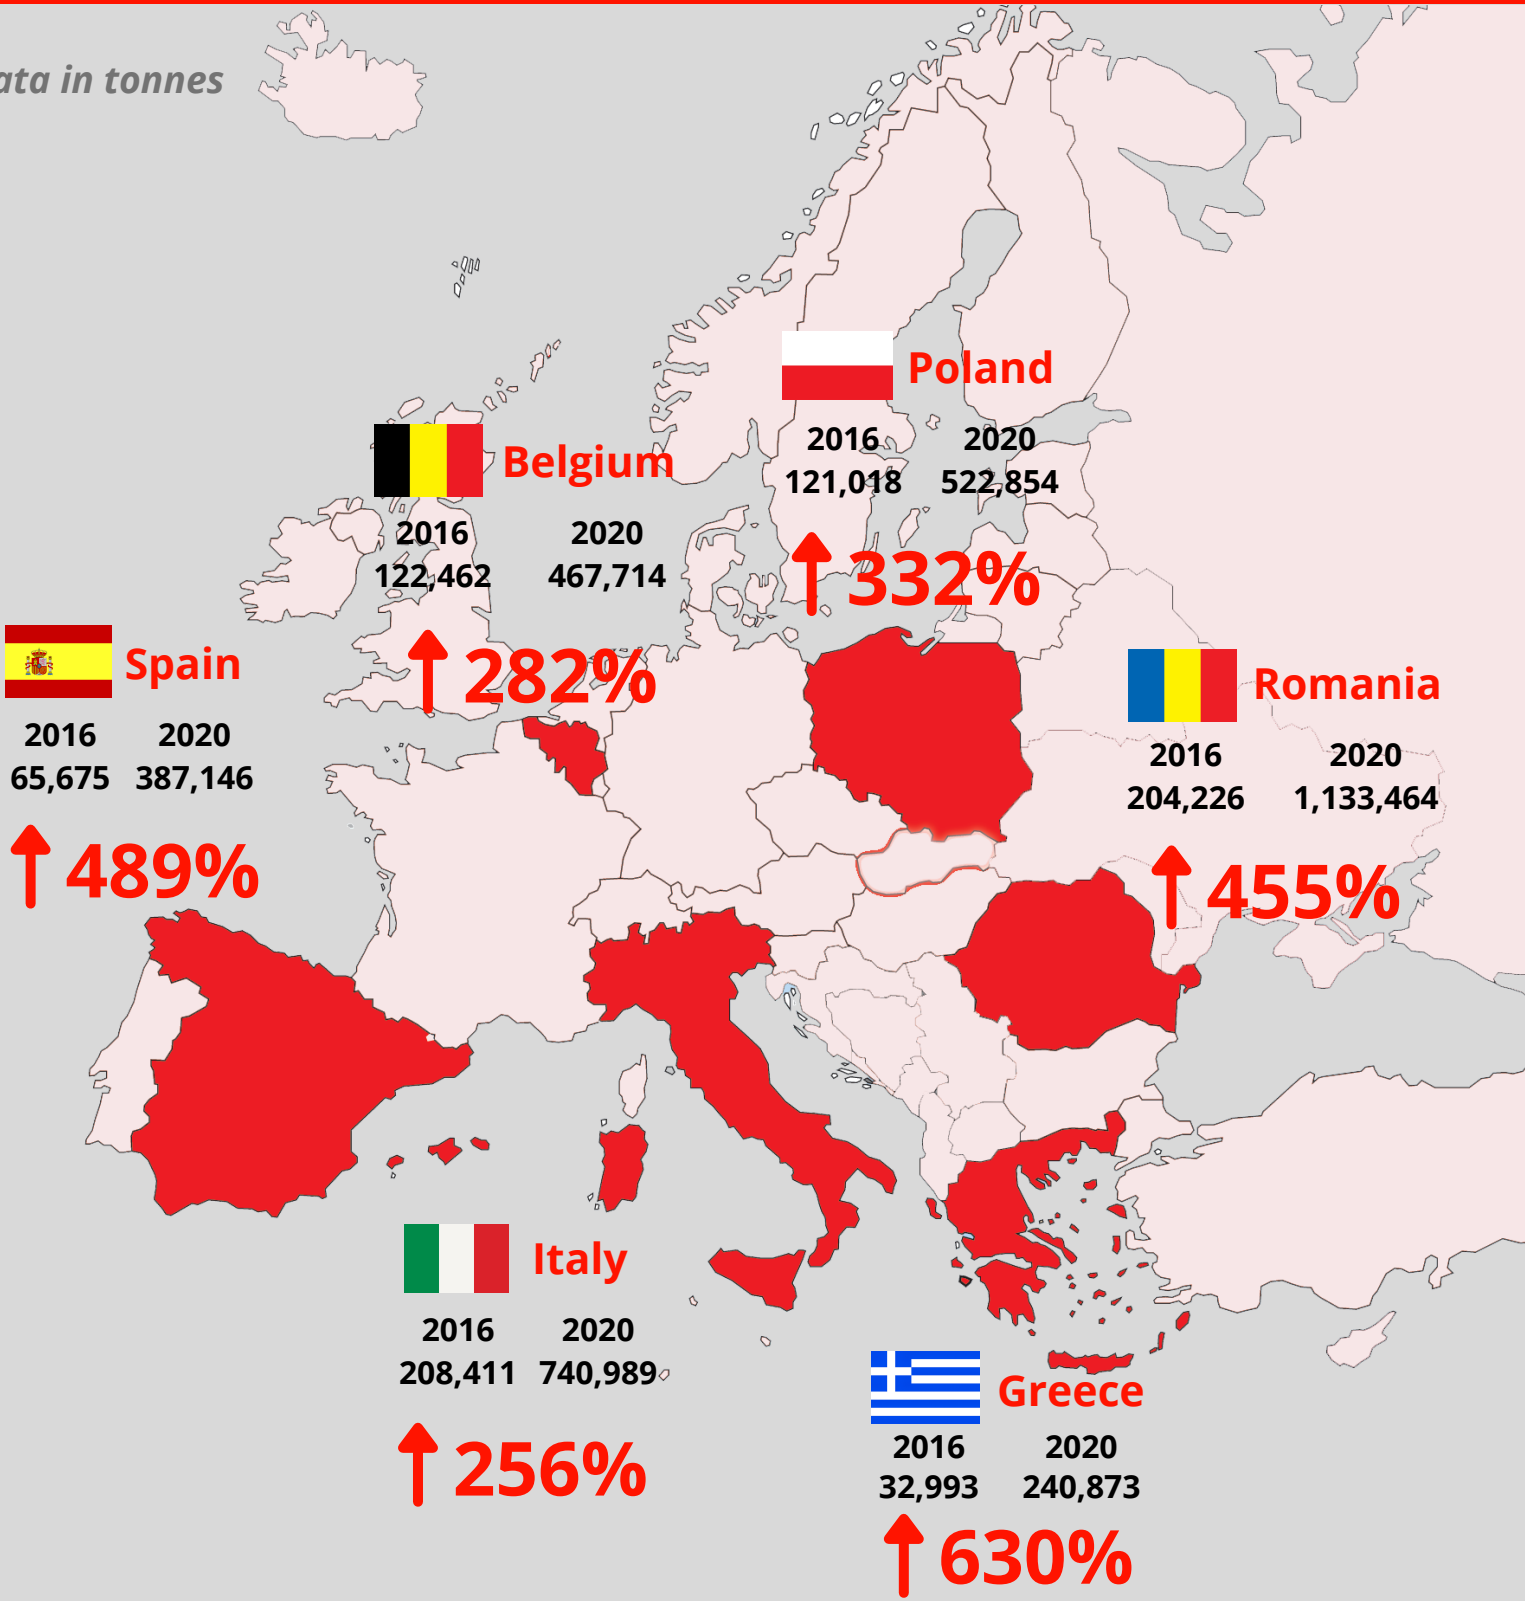 ata in tonnes
Poland
2016 2020
121,018 522,854
332%
Belgium
2016 2020
122,462 467,714
282%
Spain
2016 2020
65,675 387,146
489%
Romania
2016 2020
204,226 1,133,464
455%
Italy
2016 2020
208,411 740,989
256%
Greece
2016 2020
32,993 240,873
630%